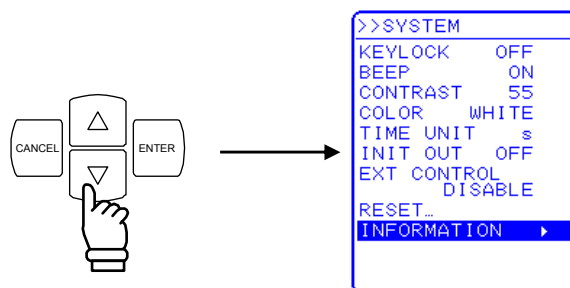 CANCEL
ENTER
>>SYSTEM
KEYLOCK OFF
BEEP ON
CONTRAST 55
COLOR WHITE
TIME UNIT s
INIT OUT OFF
EXT CONTROL
DISABLE
RESET…
INFORMATION ▶